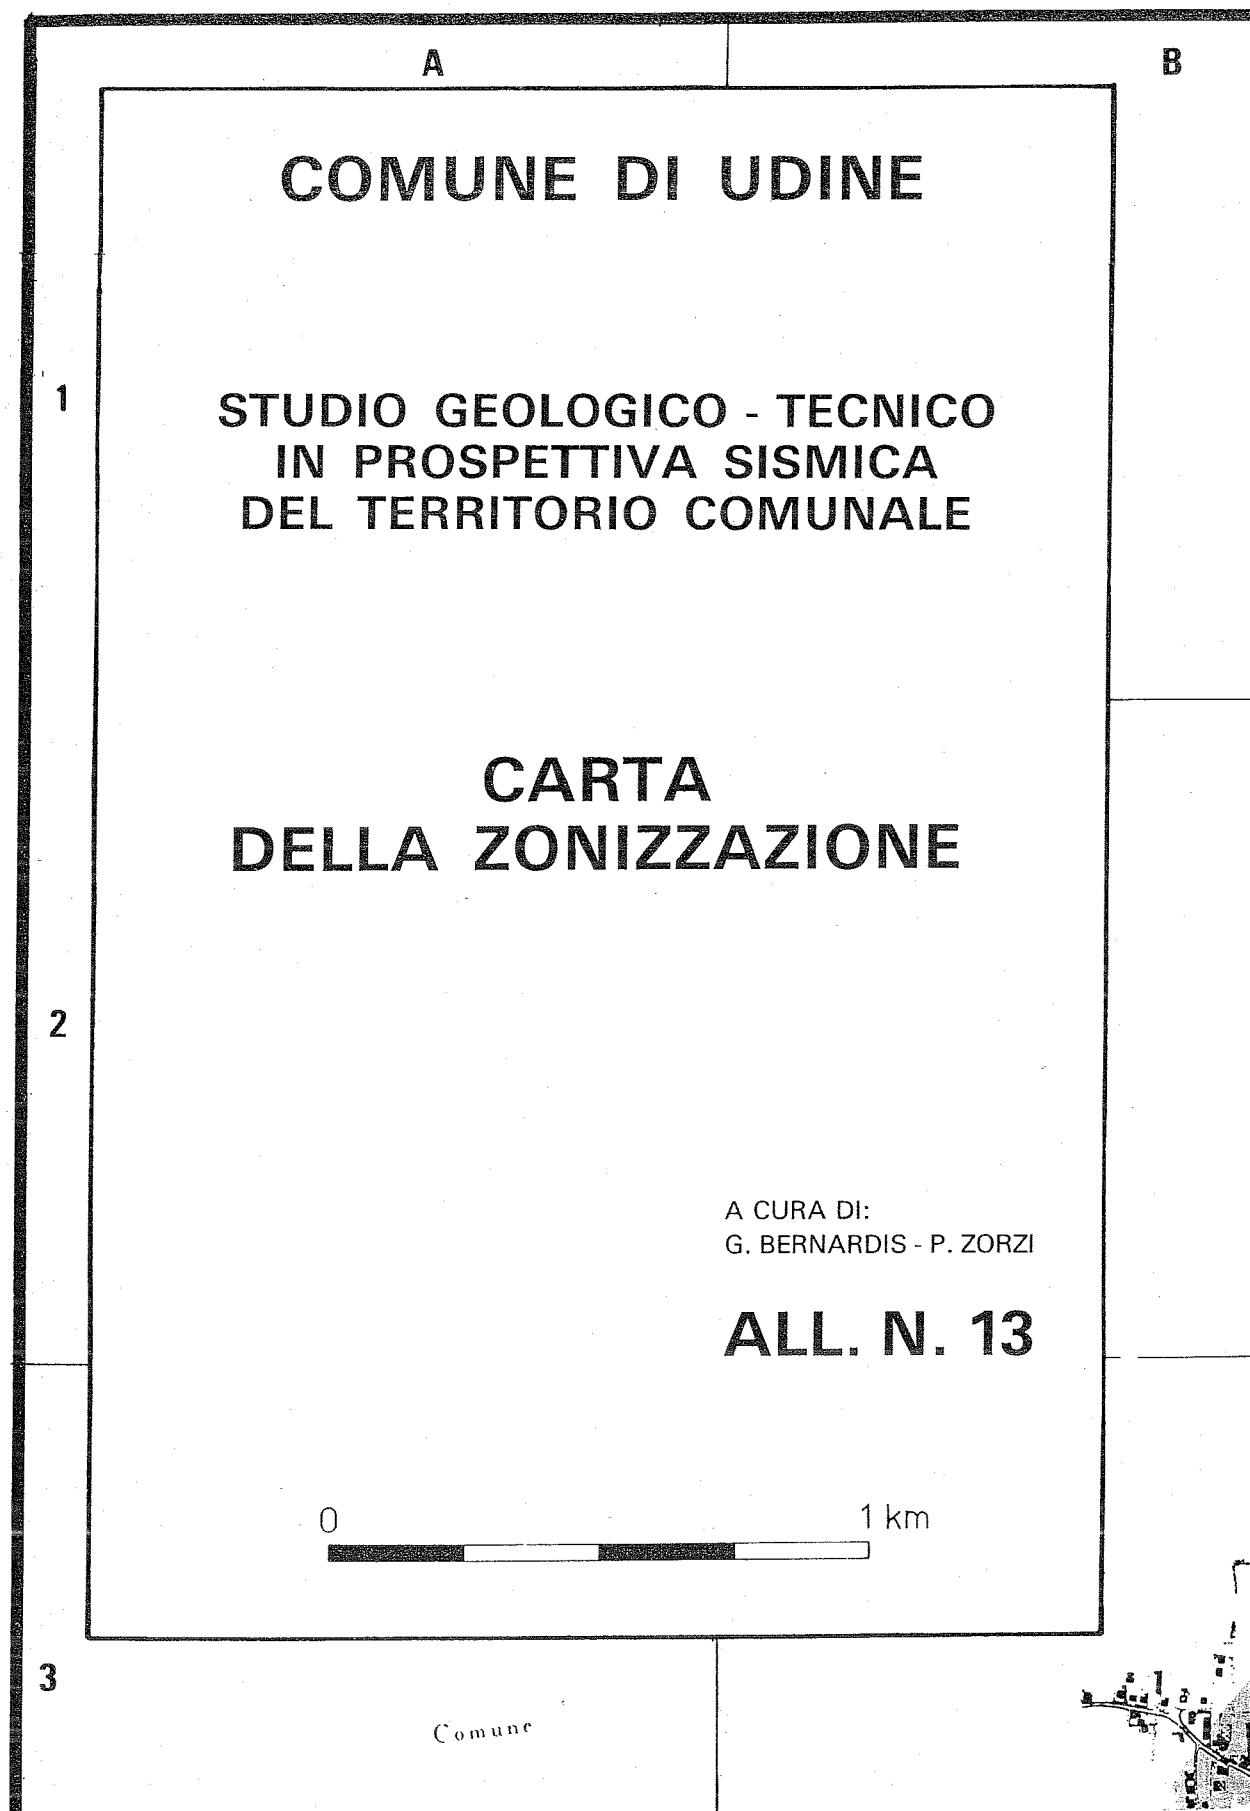 A
B
COMUNE DI UDINE
1
STUDIO GEOLOGICO - TECNICO
IN PROSPETTIVA SISMICA
DEL TERRITORIO COMUNALE
CARTA
DELLA ZONIZZAZIONE
2
A CURA DI:
G. BERNARDIS - P. ZORZI
ALL. N. 13
0
1 km
3
Comune